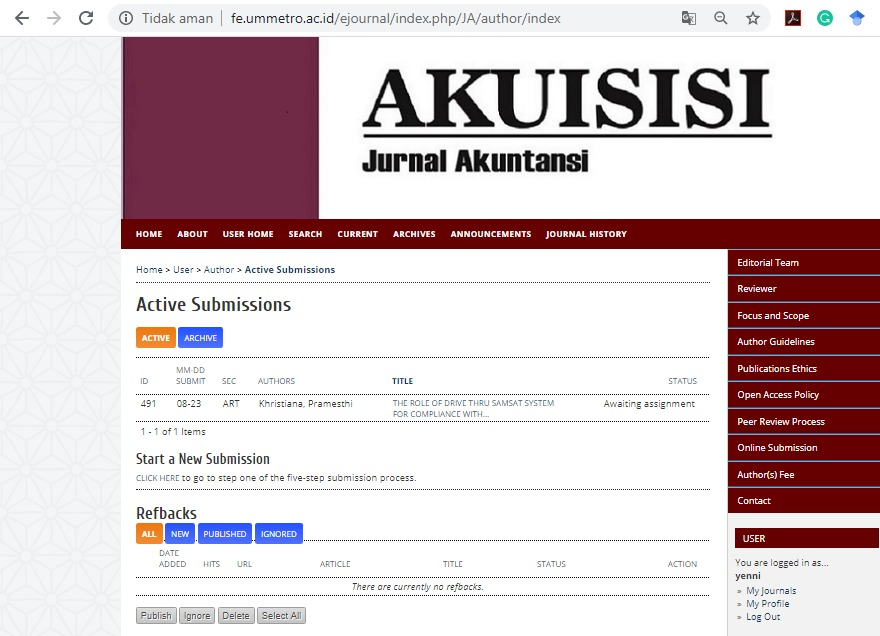 Tidak aman | fe.ummetro.ac.id/ejournal/index.php/JA/author/index
AKUISISI
Jurnal Akuntansi
HOME ABOUT USER HOME SEARCH CURRENT ARCHIVES ANNOUNCEMENTS JOURNAL HISTORY
Home > User > Author > Active Submissions
Active Submissions
ACTIVE ARCHIVE
MM-DD
ID SUBMIT SEC AUTHORS TITLE STATUS
491 08-23 ART Khristiana, Pramesthi THE ROLE OF DRIVE THRU SAMSAT SYSTEM Awaiting assignment
FOR COMPLIANCE WITH...
1 - 1 of 1 Items
Start a New Submission
CLICK HERE to go to step one of the five-step submission process.
Refbacks
ALL NEW PUBLISHED IGNORED
DATE
ADDED HITS URL ARTICLE TITLE STATUS ACTION
There are currently no refbacks.
Publish Ignore Delete Select All
Editorial Team
Reviewer
Focus and Scope
Author Guidelines
Publications Ethics
Open Access Policy
Peer Review Process
Online Submission
Author(s) Fee
Contact
USER
You are logged in as...
yenni
» My Journals
» My Profile
» Log Out